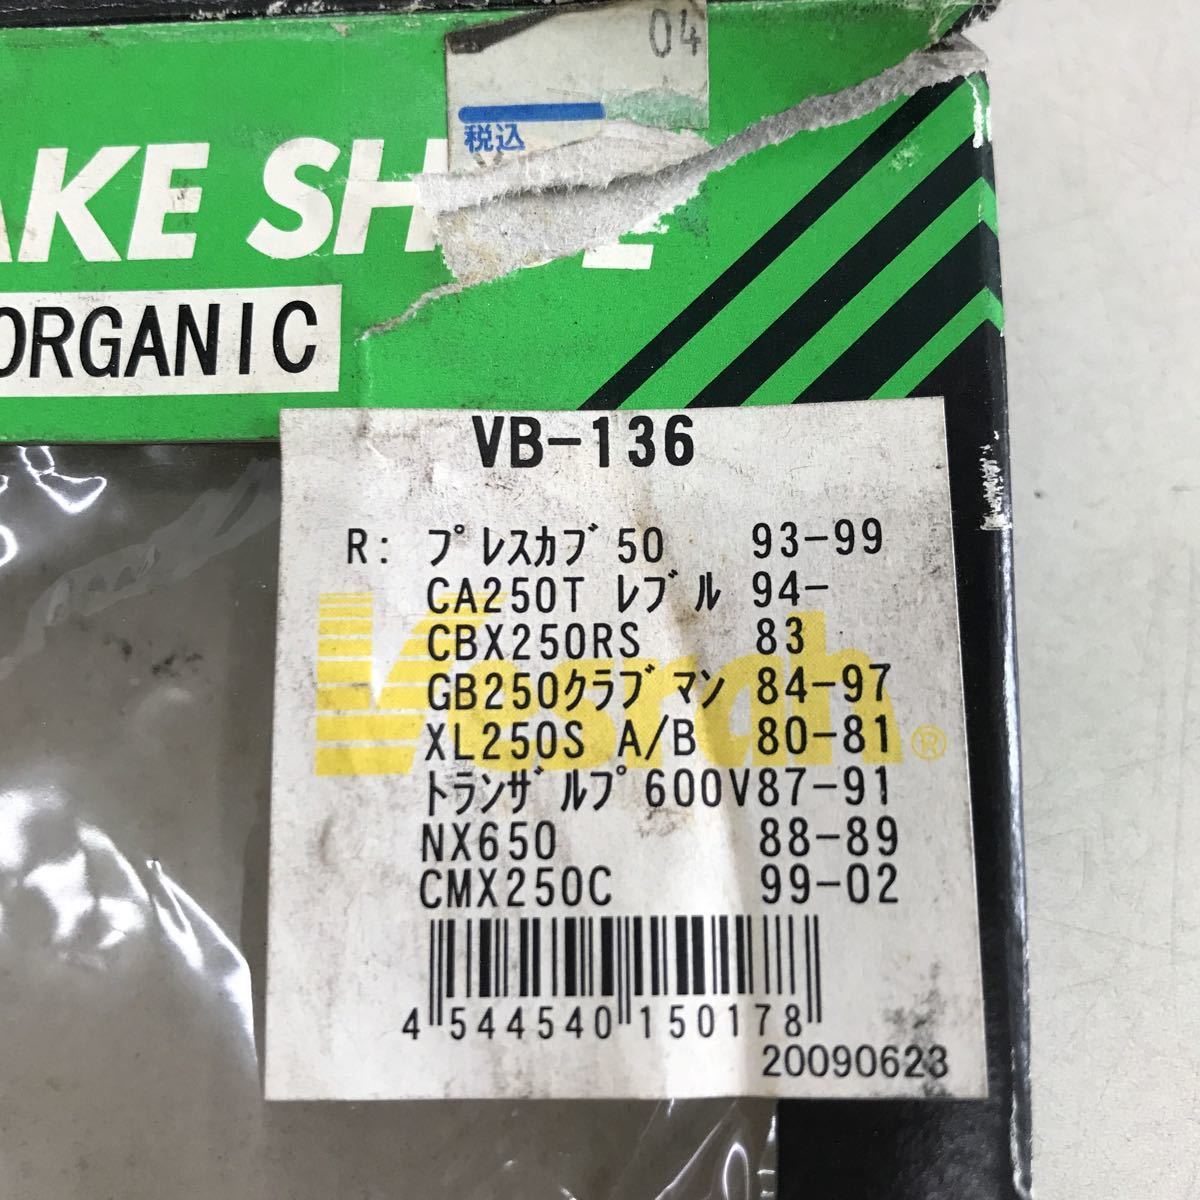 04
税込
AKE SHOE
ORGANIC
VB-136
R: プレスカブ50 93-99
CA250T レブル 94-
CBX250RS 83
GB250クラブマン 84-97
XL250S A/B 80-81
トランザルプ600V87-91
NX650 88-89
CMX250C 99-02
Vesrah®
4 544540 150178
20090623